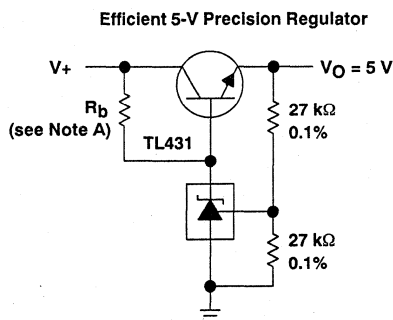 Efficient 5-V Precision Regulator
V+
VO = 5 V
Rb
(see Note A)
27 kΩ
0.1%
TL431
27 kΩ
0.1%